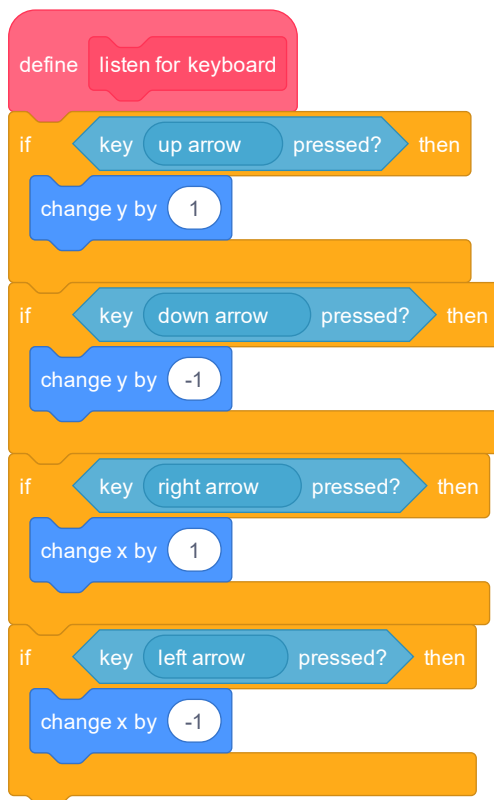 define listen for keyboard
if key up arrow pressed? then
change y by 1
if key down arrow pressed? then
change y by -1
if key right arrow pressed? then
change x by 1
if key left arrow pressed? then
change x by -1